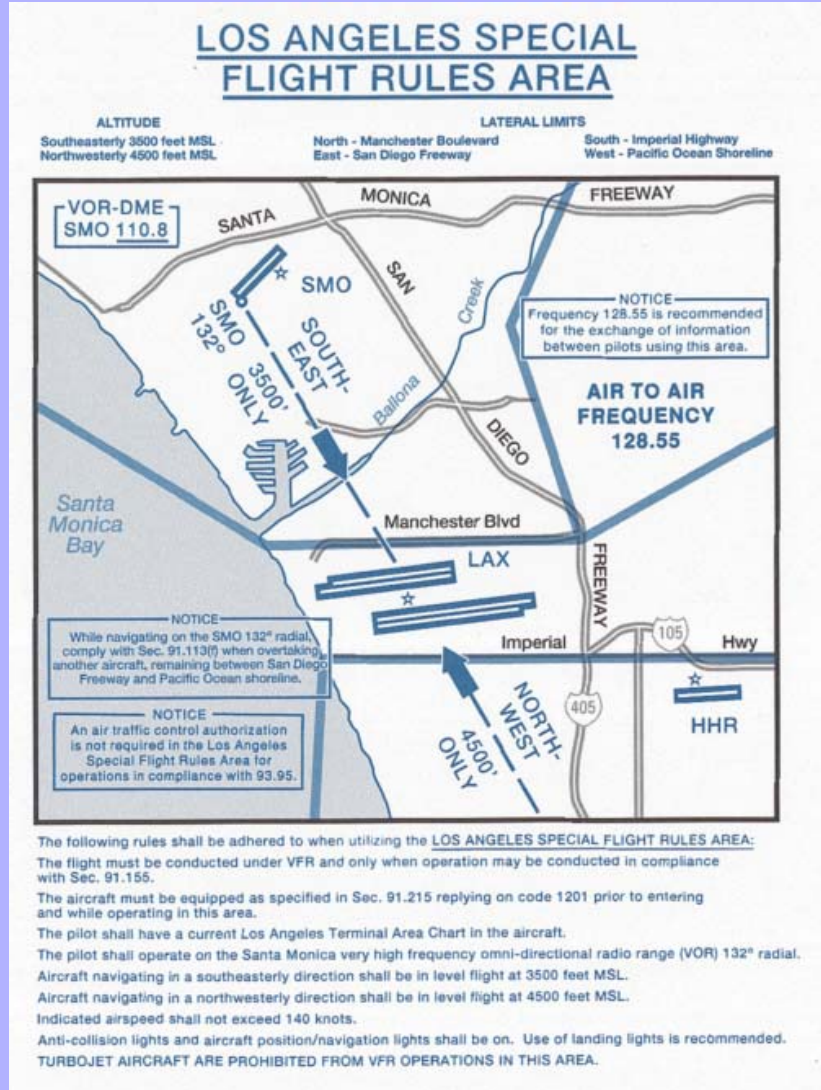 LOS ANGELES SPECIAL
FLIGHT RULES AREA
ALTITUDE
Southeasterly 3500 feet MSL
Northwesterly 4500 feet MSL
LATERAL LIMITS
North - Manchester Boulevard
East - San Diego Freeway
South - Imperial Highway
West - Pacific Ocean Shoreline
VOR-DME
SMO 110.8
SANTA MONICA FREEWAY
SMO
SAN
DIEGO
FREEWAY
Creek
Ballona
SMO
132°
3500'
ONLY
SOUTH-
EAST
NOTICE
Frequency 128.55 is recommended
for the exchange of information
between pilots using this area.
AIR TO AIR
FREQUENCY
128.55
Santa
Monica
Bay
Manchester Blvd
LAX
NOTICE
While navigating on the SMO 132° radial,
comply with Sec. 91.113(f) when overtaking
another aircraft, remaining between San Diego
Freeway and Pacific Ocean shoreline.
Imperial Hwy
105
405
HHR
NORTH-
WEST
4500'
ONLY
NOTICE
An air traffic control authorization
is not required in the Los Angeles
Special Flight Rules Area for
operations in compliance with 93.95.
The following rules shall be adhered to when utilizing the LOS ANGELES SPECIAL FLIGHT RULES AREA:
The flight must be conducted under VFR and only when operation may be conducted in compliance
with Sec. 91.155.
The aircraft must be equipped as specified in Sec. 91.215 replying on code 1201 prior to entering
and while operating in this area.
The pilot shall have a current Los Angeles Terminal Area Chart in the aircraft.
The pilot shall operate on the Santa Monica very high frequency omni-directional radio range (VOR) 132° radial.
Aircraft navigating in a southeasterly direction shall be in level flight at 3500 feet MSL.
Aircraft navigating in a northwesterly direction shall be in level flight at 4500 feet MSL.
Indicated airspeed shall not exceed 140 knots.
Anti-collision lights and aircraft position/navigation lights shall be on. Use of landing lights is recommended.
TURBOJET AIRCRAFT ARE PROHIBITED FROM VFR OPERATIONS IN THIS AREA.